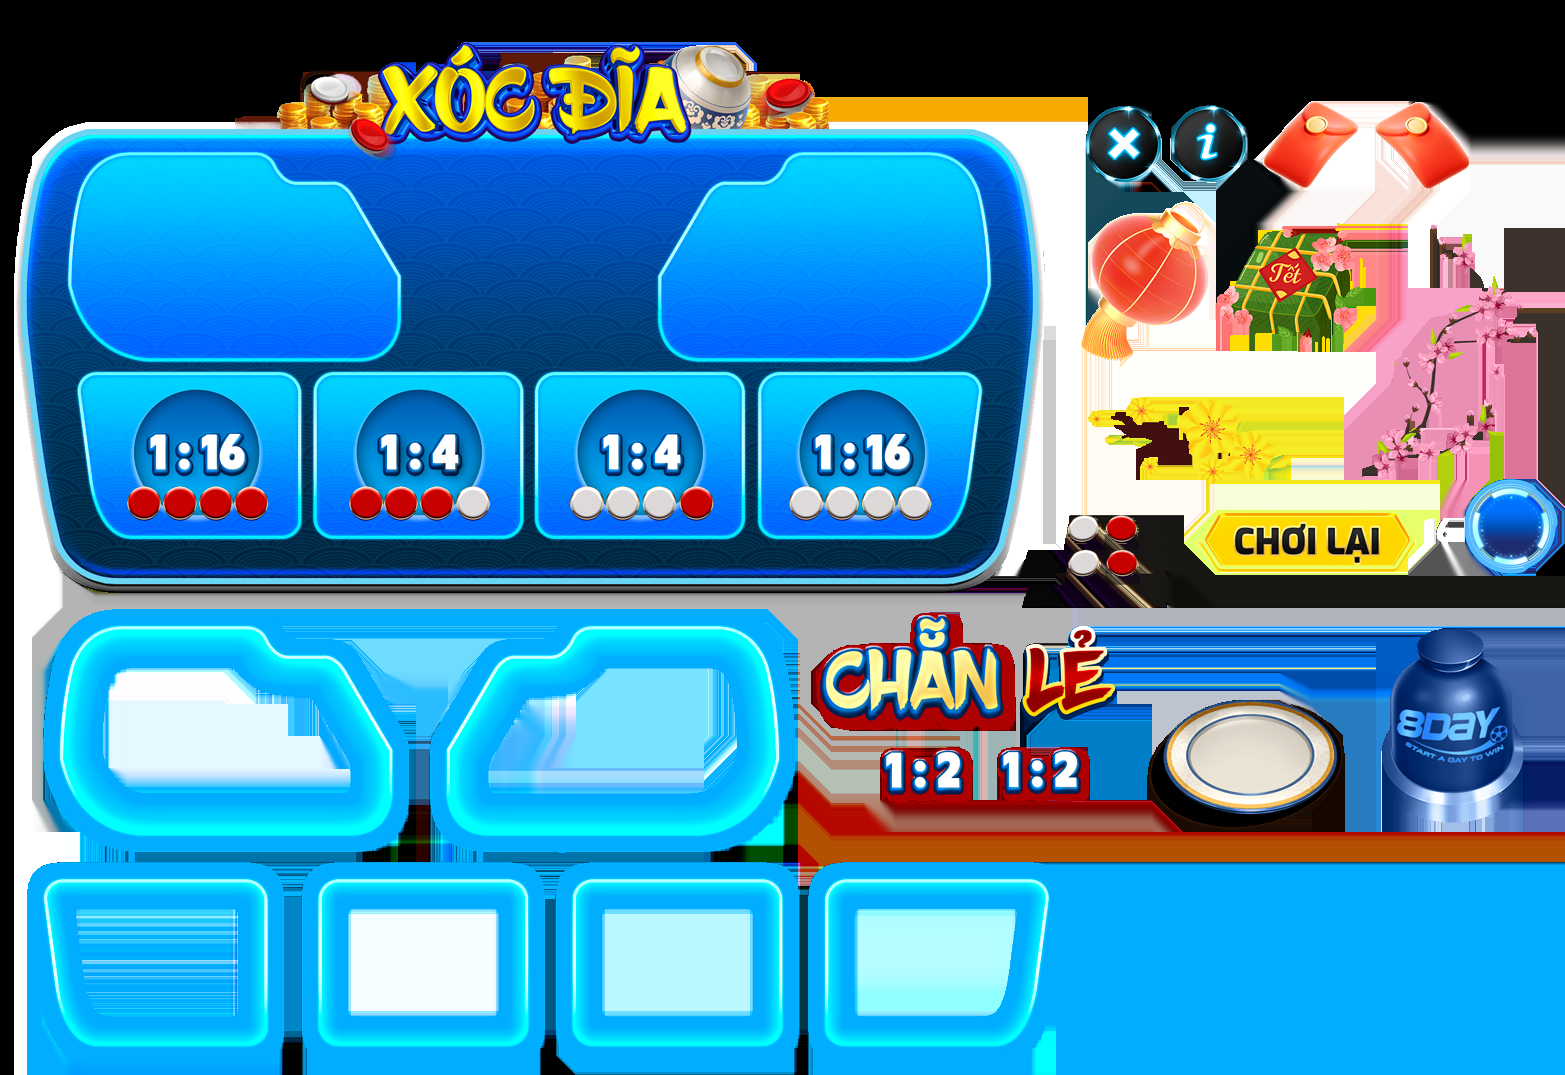 XÓC ĐĨA
i
Tết
1:16
1:4
1:4
1:16
CHƠI LẠI
CHẴN
LẺ
8DAY
START A DAY TO WIN
1:2
1:2